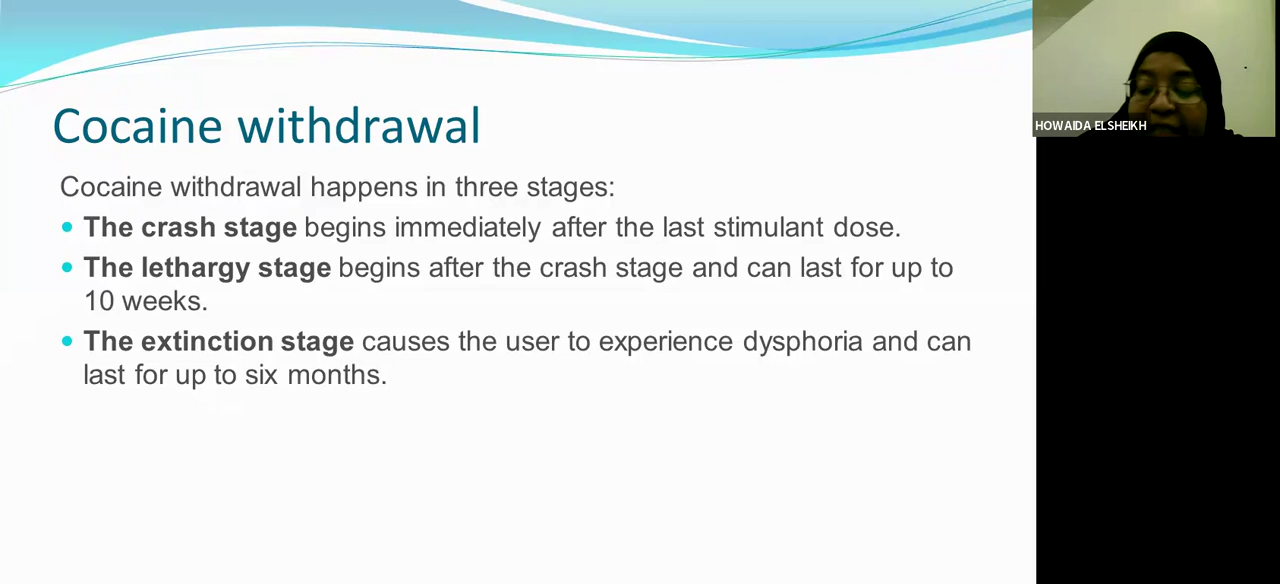 Cocaine withdrawal
Cocaine withdrawal happens in three stages:
• The crash stage begins immediately after the last stimulant dose.
• The lethargy stage begins after the crash stage and can last for up to
10 weeks.
• The extinction stage causes the user to experience dysphoria and can
last for up to six months.
HOWAIDA ELSHEIKH